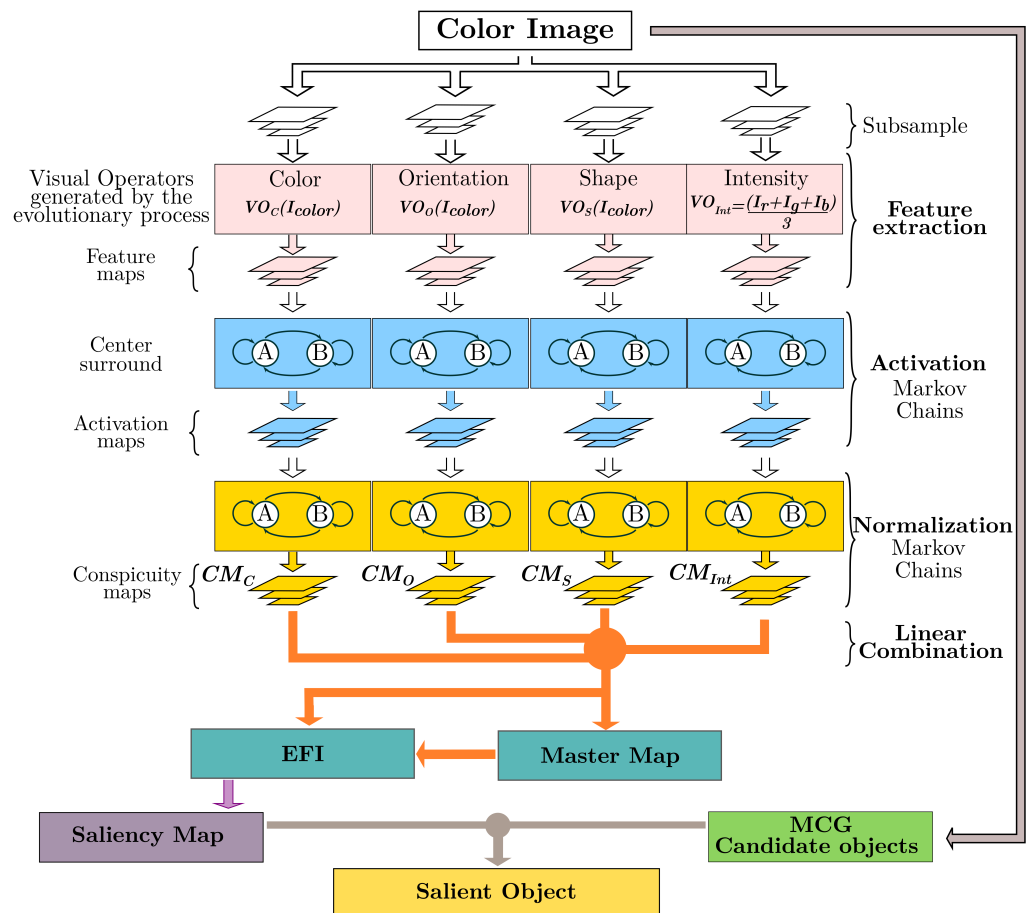 Color Image
Subsample
Visual Operators
generated by the
evolutionary process
Color
VO_C(I_color)
Orientation
VO_O(I_color)
Shape
VO_S(I_color)
Intensity
VO_Int=(I_r+I_g+I_b)
3
Feature
extraction
Feature
maps
Center
surround
A B
A B
A B
A B
Activation
Markov
Chains
Activation
maps
A B
A B
A B
A B
Normalization
Markov
Chains
Conspicuity
maps
CM_C
CM_O
CM_S
CM_Int
Linear
Combination
EFI
Master Map
Saliency Map
MCG
Candidate objects
Salient Object